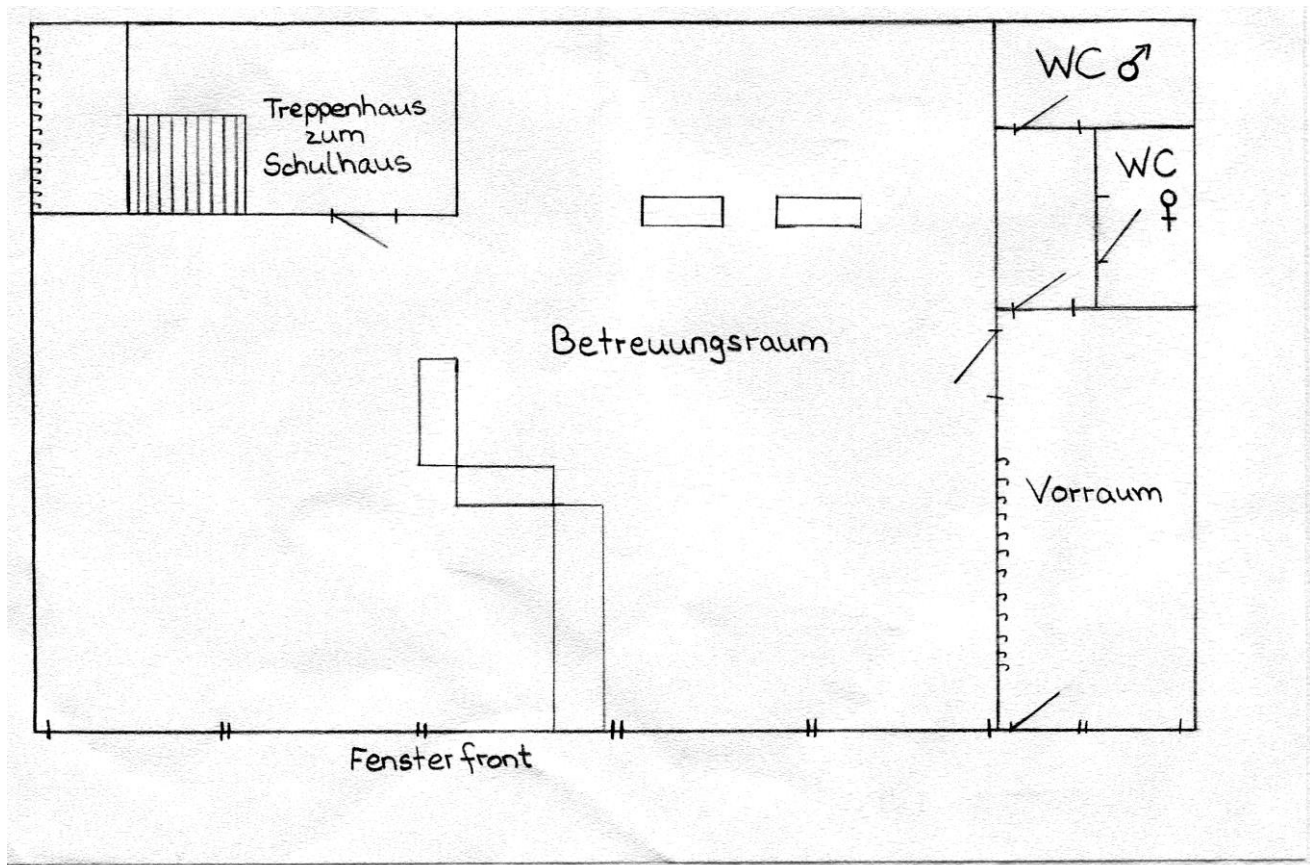 WC ♂
Treppenhaus
zum
Schulhaus
WC
♀
Betreuungsraum
Vorraum
Fensterfront